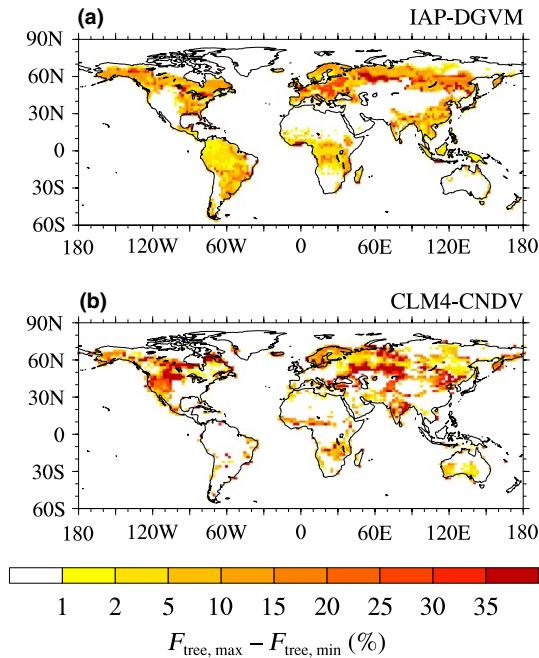 (a) IAP-DGVM
90N
60N
30N
0
30S
60S
180 120W 60W 0 60E 120E 180
(b) CLM4-CNDV
90N
60N
30N
0
30S
60S
180 120W 60W 0 60E 120E 180
1 2 5 10 15 20 25 30 35
F_tree, max − F_tree, min (%)